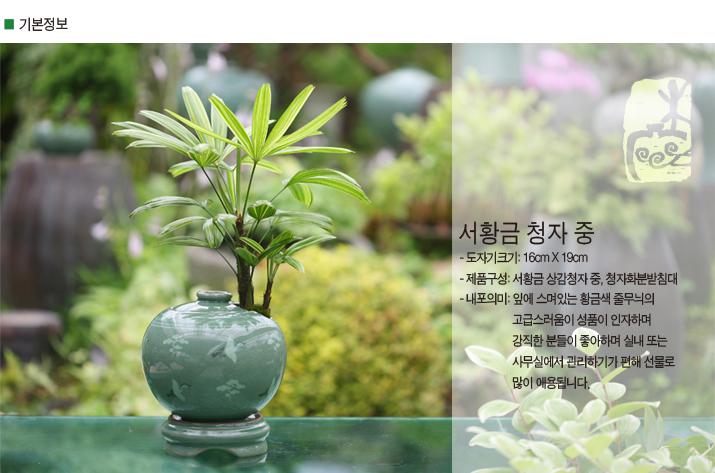 기본정보
서황금 청자 중
- 도자기크기: 16cm X 19cm
- 제품구성: 서황금 상감청자 중, 청자화분받침대
- 내포의미: 잎에 스며있는 황금색 줄무늬의
고급스러움이 성품이 인자하며
강직한 분들이 좋아하며 실내 또는
사무실에서 관리하기가 편해 선물로
많이 애용됩니다.